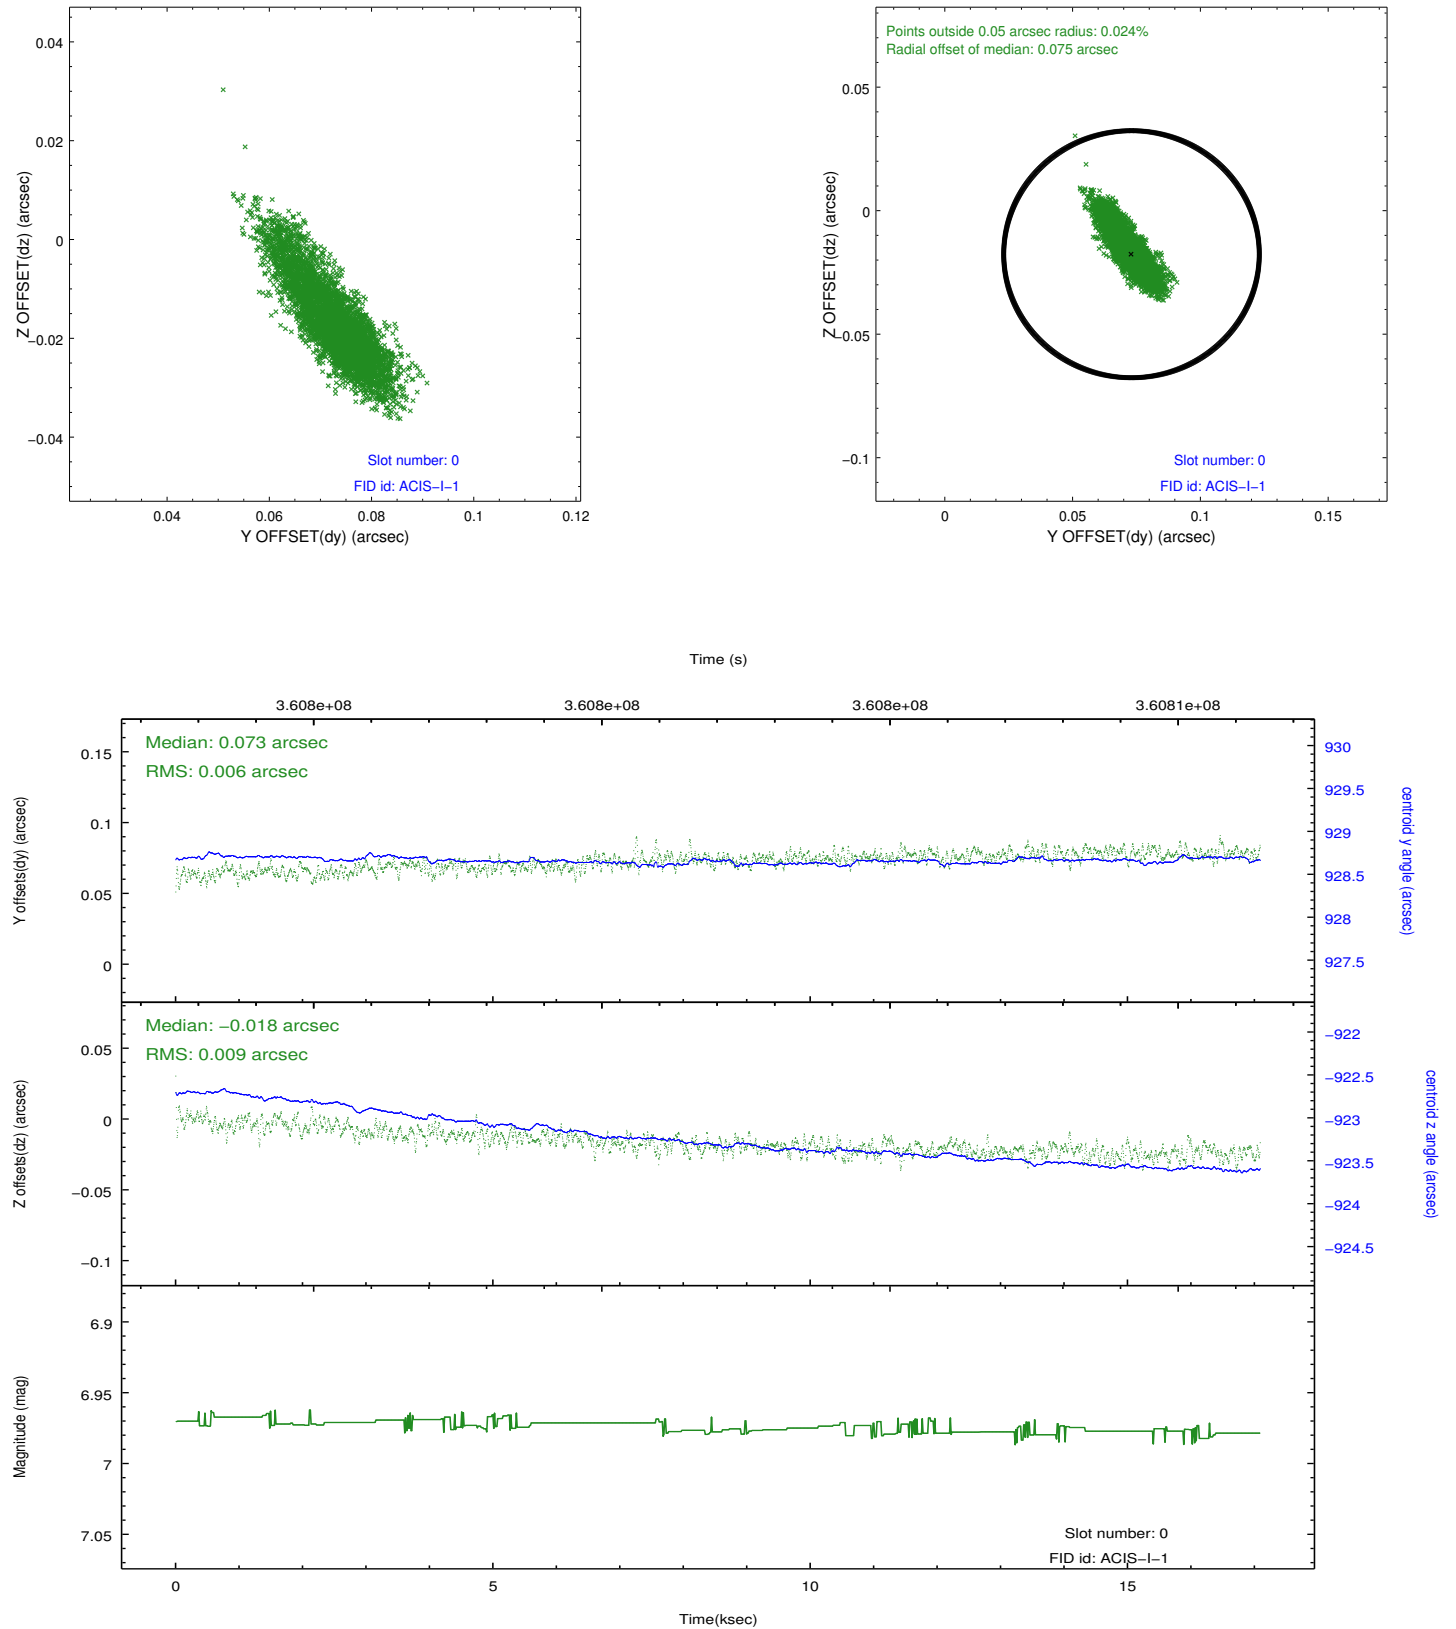 0.04
0.02
0
−0.02
−0.04
Z OFFSET(dz) (arcsec)
Slot number: 0
FID id: ACIS−I−1
0.04
0.06
0.08
0.1
0.12
Y OFFSET(dy) (arcsec)
Points outside 0.05 arcsec radius: 0.024%
Radial offset of median: 0.075 arcsec
0.05
0
−0.05
−0.1
Z OFFSET(dz) (arcsec)
Slot number: 0
FID id: ACIS−I−1
0
0.05
0.1
0.15
Y OFFSET(dy) (arcsec)
Time (s)
3.608e+08
3.608e+08
3.608e+08
3.6081e+08
Median: 0.073 arcsec
RMS: 0.006 arcsec
0.15
0.1
0.05
0
Y offsets(dy) (arcsec)
930
929.5
929
928.5
928
927.5
centroid y angle (arcsec)
Median: −0.018 arcsec
RMS: 0.009 arcsec
0.05
0
−0.05
−0.1
Z offsets(dz) (arcsec)
−922
−922.5
−923
−923.5
−924
−924.5
centroid z angle (arcsec)
6.9
6.95
7
7.05
Magnitude (mag)
Slot number: 0
FID id: ACIS−I−1
0
5
10
15
Time(ksec)